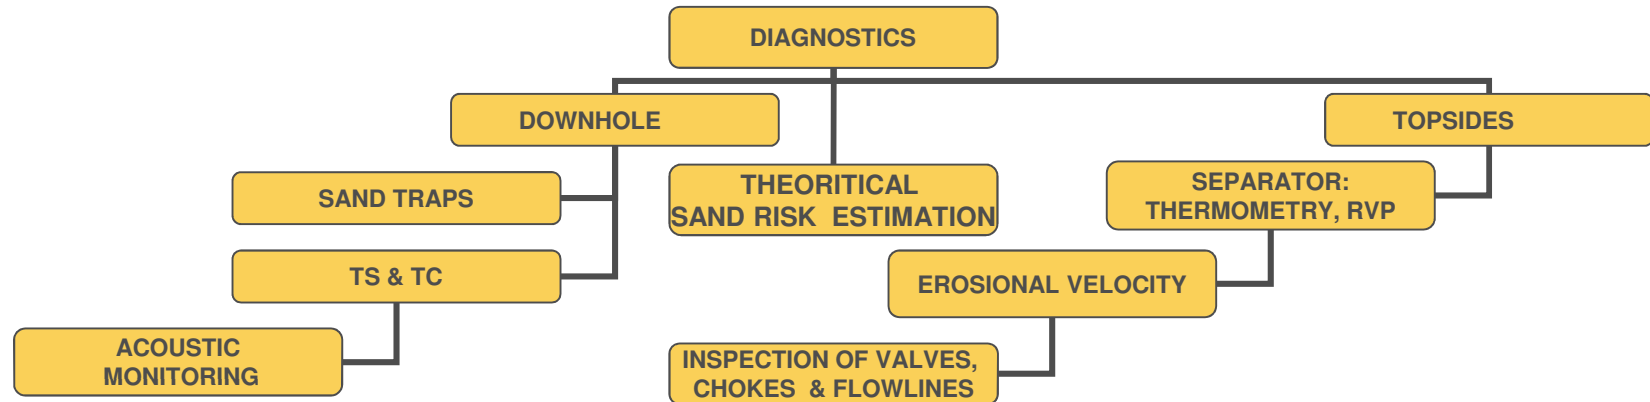 DIAGNOSTICS
DOWNHOLE
TOPSIDES
SAND TRAPS
THEORITICAL
SAND RISK ESTIMATION
SEPARATOR:
THERMOMETRY, RVP
TS & TC
EROSIONAL VELOCITY
ACOUSTIC
MONITORING
INSPECTION OF VALVES,
CHOKES & FLOWLINES